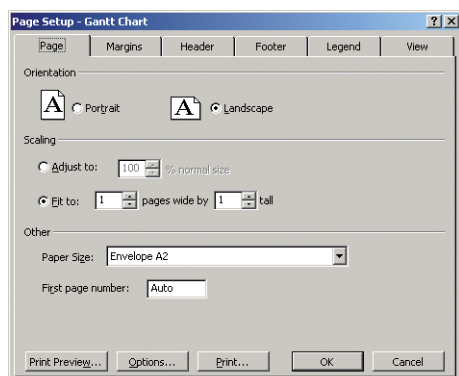 Page Setup - Gantt Chart ? X
Page Margins Header Footer Legend View
Orientation
A Portrait A Landscape
Scaling
Adjust to: 100 % normal size
Fit to: 1 pages wide by 1 tall
Other
Paper Size: Envelope A2
First page number: Auto
Print Preview... Options... Print... OK Cancel